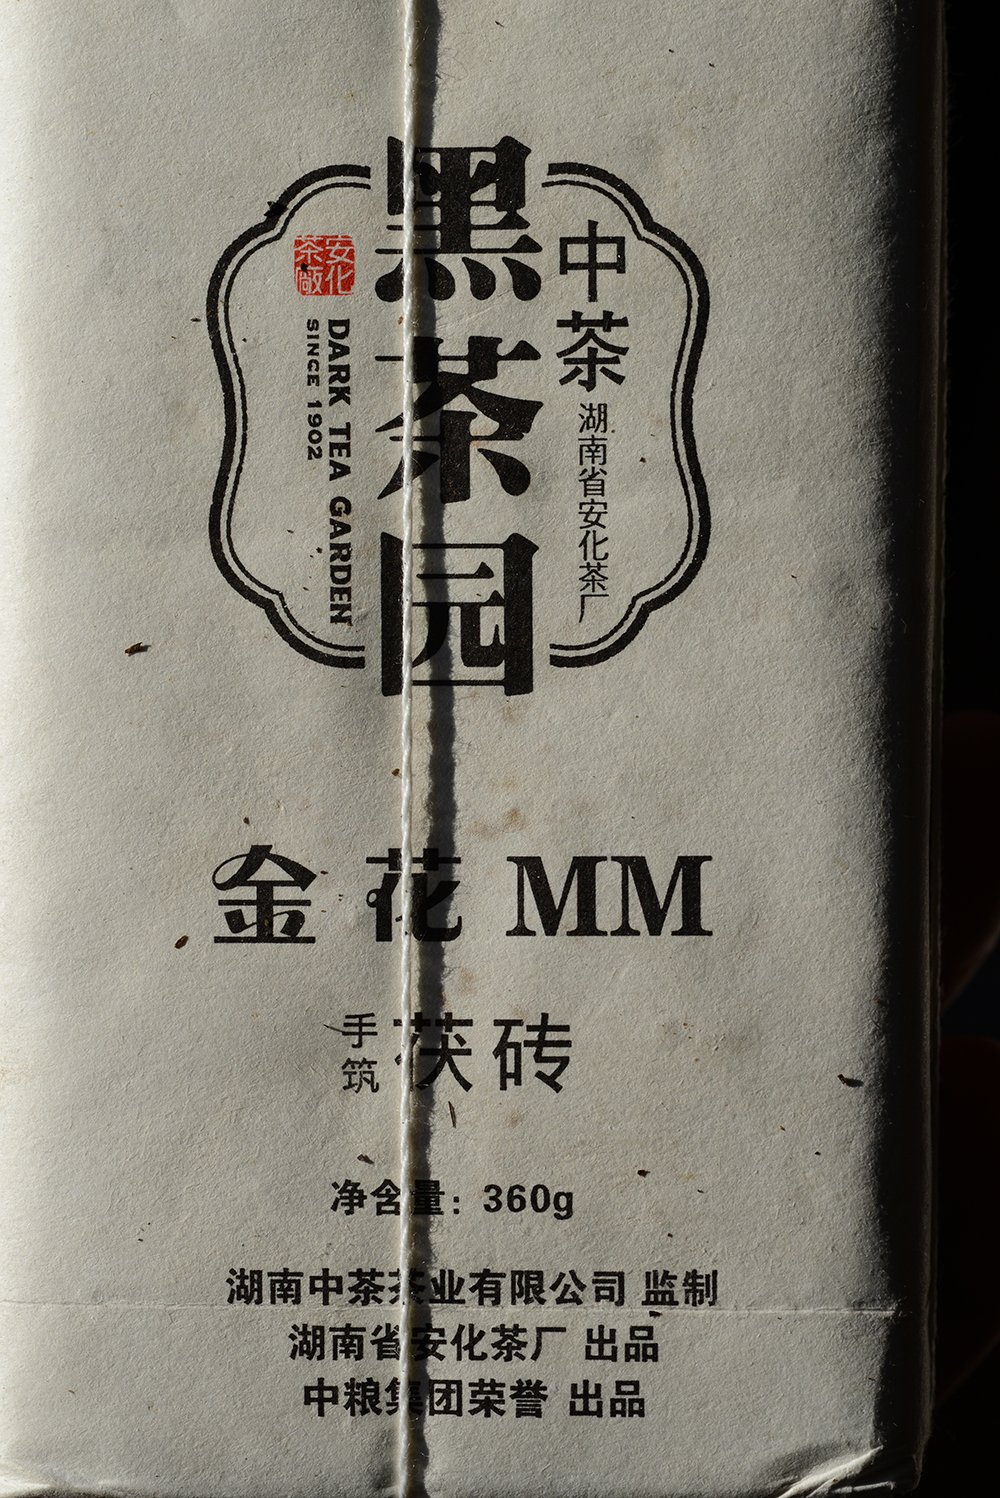 中茶 湖南省安化茶厂
黑茶园
安化茶厰
DARK TEA GARDEN
SINCE 1902
金花MM
手筑 茯砖
净含量：360g
湖南中茶茶业有限公司 监制
湖南省安化茶厂 出品
中粮集团荣誉 出品